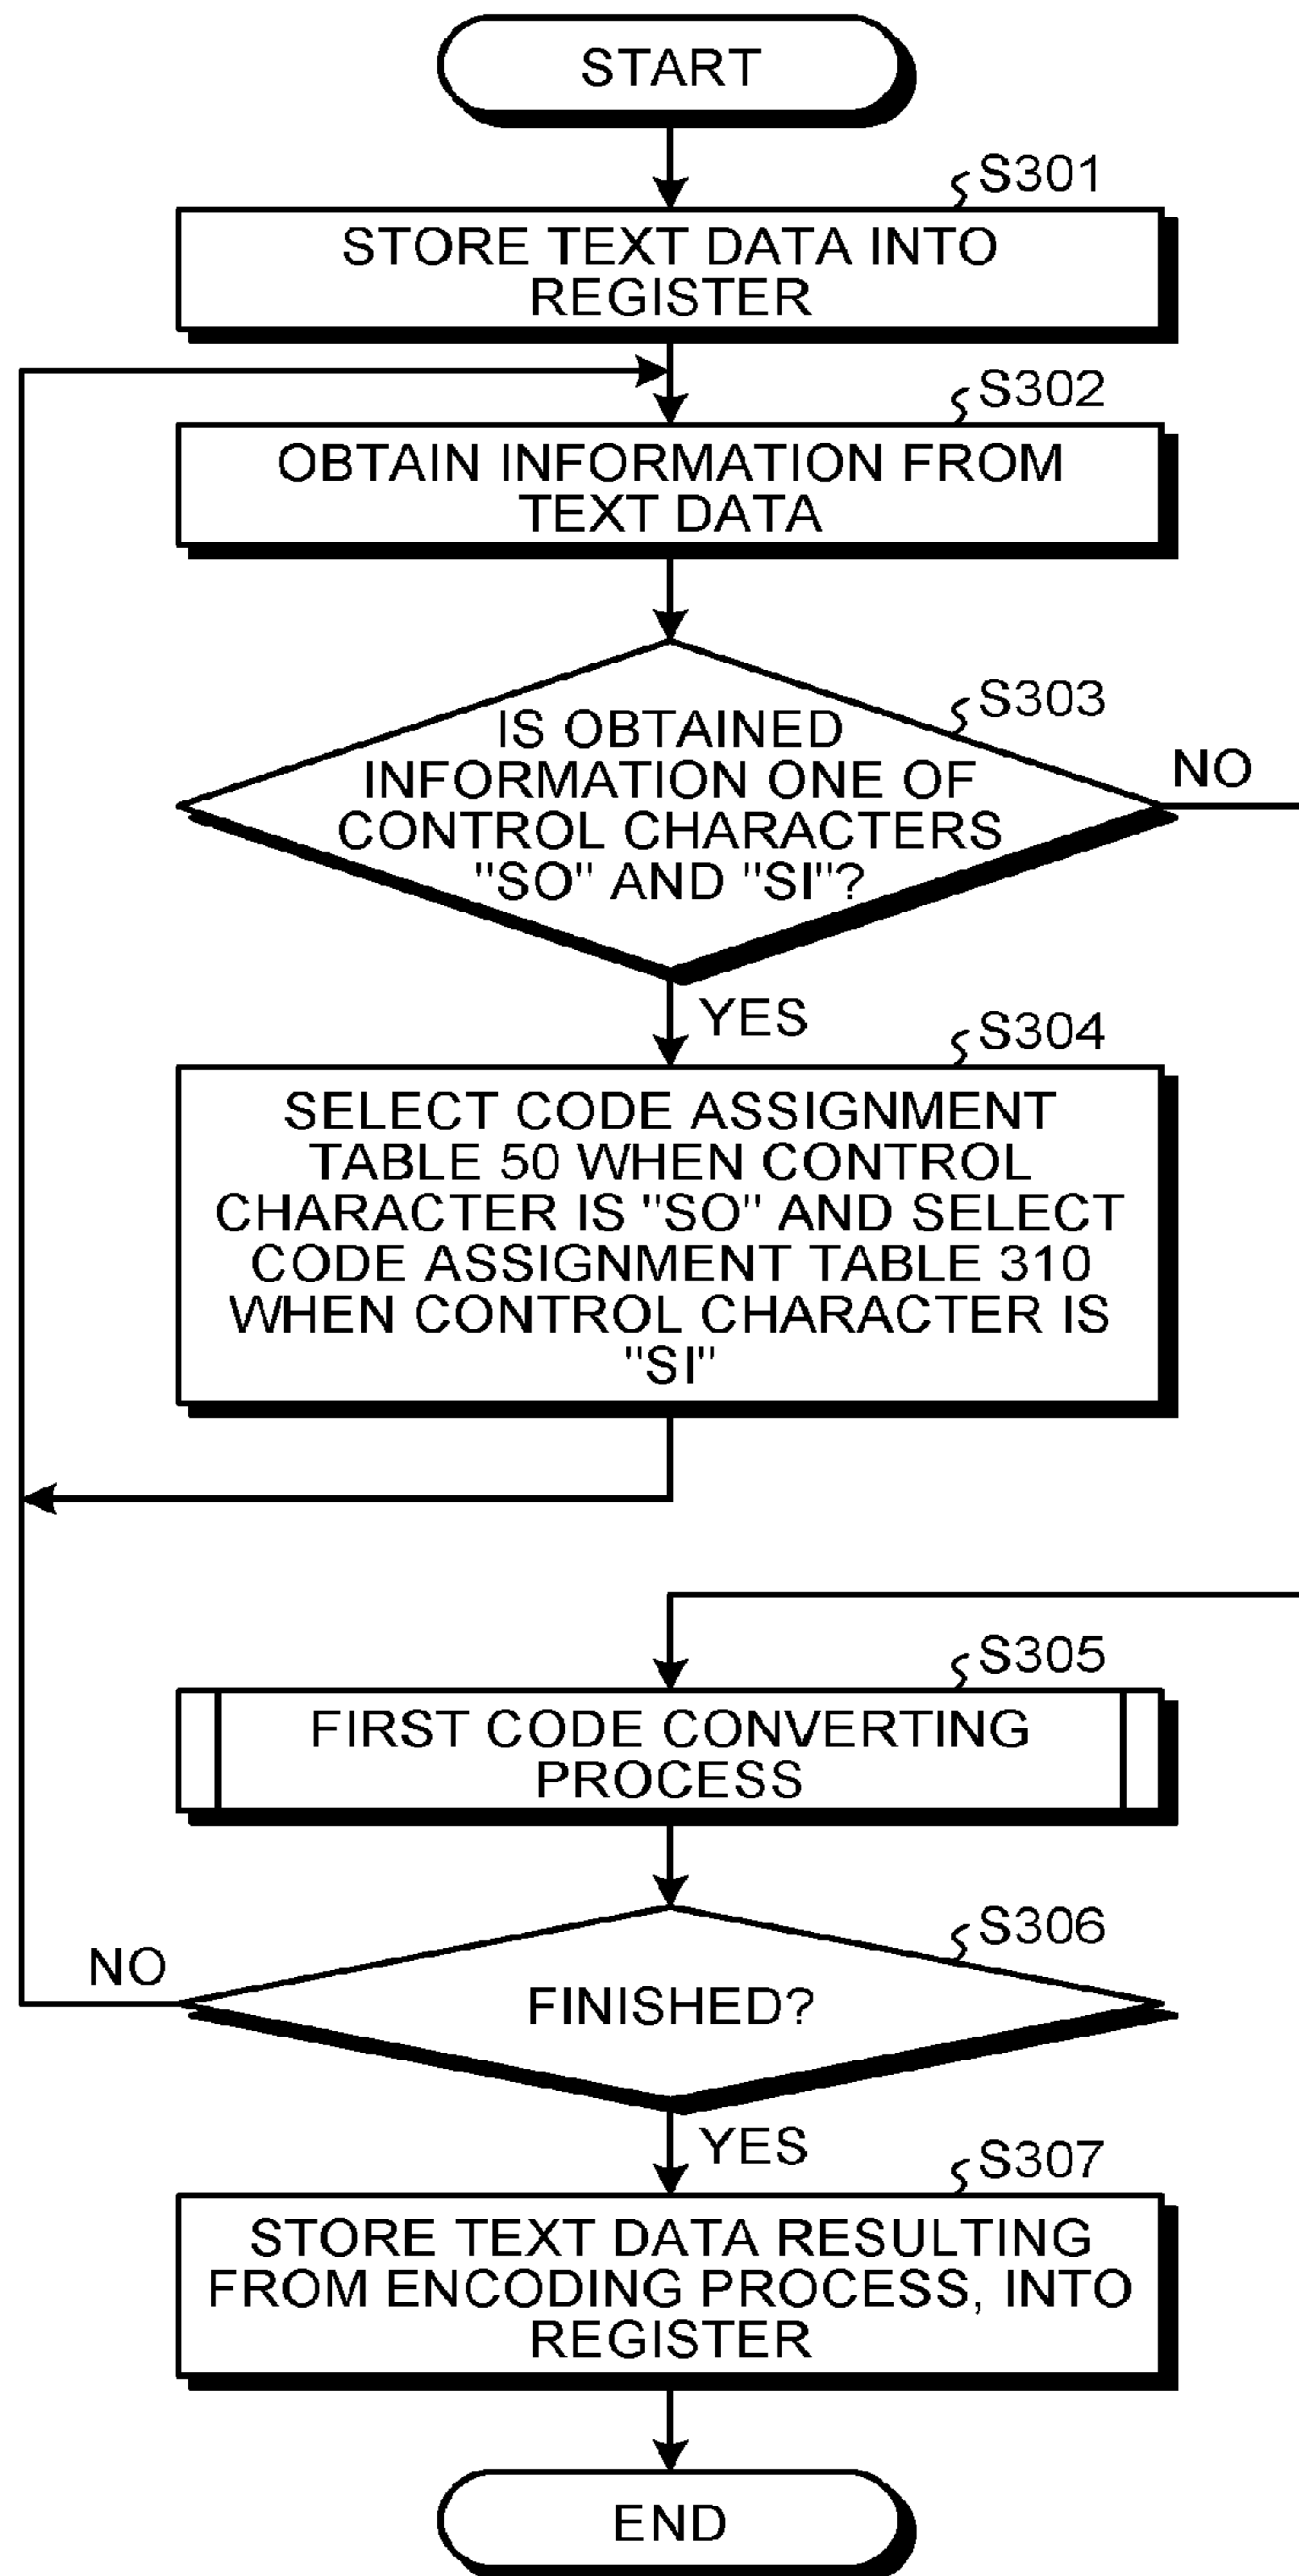 START
S301
STORE TEXT DATA INTO
REGISTER
S302
OBTAIN INFORMATION FROM
TEXT DATA
S303
IS OBTAINED
INFORMATION ONE OF
CONTROL CHARACTERS
"SO" AND "SI"?
NO
YES
S304
SELECT CODE ASSIGNMENT
TABLE 50 WHEN CONTROL
CHARACTER IS "SO" AND SELECT
CODE ASSIGNMENT TABLE 310
WHEN CONTROL CHARACTER IS
"SI"
S305
FIRST CODE CONVERTING
PROCESS
S306
NO
FINISHED?
YES
S307
STORE TEXT DATA RESULTING
FROM ENCODING PROCESS, INTO
REGISTER
END